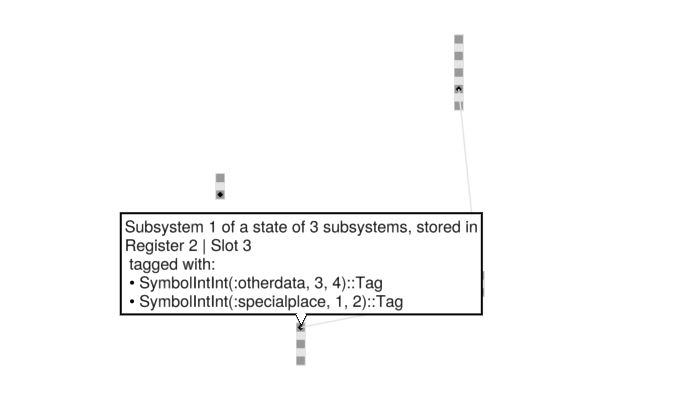 Subsystem 1 of a state of 3 subsystems, stored in
Register 2 | Slot 3
tagged with:
• SymbolIntInt(:otherdata, 3, 4)::Tag
• SymbolIntInt(:specialplace, 1, 2)::Tag